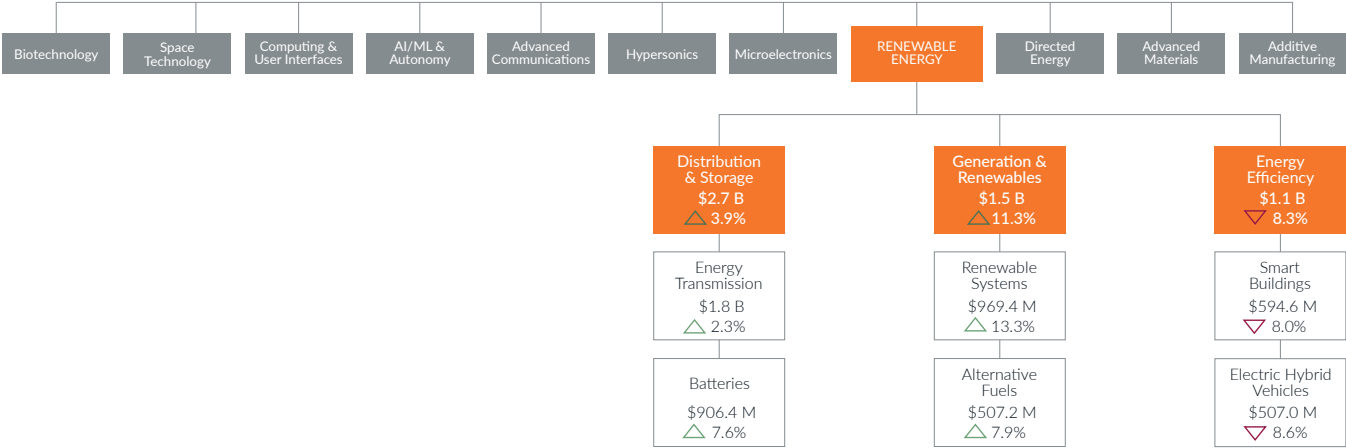 Biotechnology
Space
Technology
Computing &
User Interfaces
AI/ML &
Autonomy
Advanced
Communications
Hypersonics
Microelectronics
RENEWABLE
ENERGY
Directed
Energy
Advanced
Materials
Additive
Manufacturing
Distribution
& Storage
$2.7 B
3.9%
Generation &
Renewables
$1.5 B
11.3%
Energy
Efficiency
$1.1 B
8.3%
Energy
Transmission
$1.8 B
2.3%
Renewable
Systems
$969.4 M
13.3%
Smart
Buildings
$594.6 M
8.0%
Batteries
$906.4 M
7.6%
Alternative
Fuels
$507.2 M
7.9%
Electric Hybrid
Vehicles
$507.0 M
8.6%